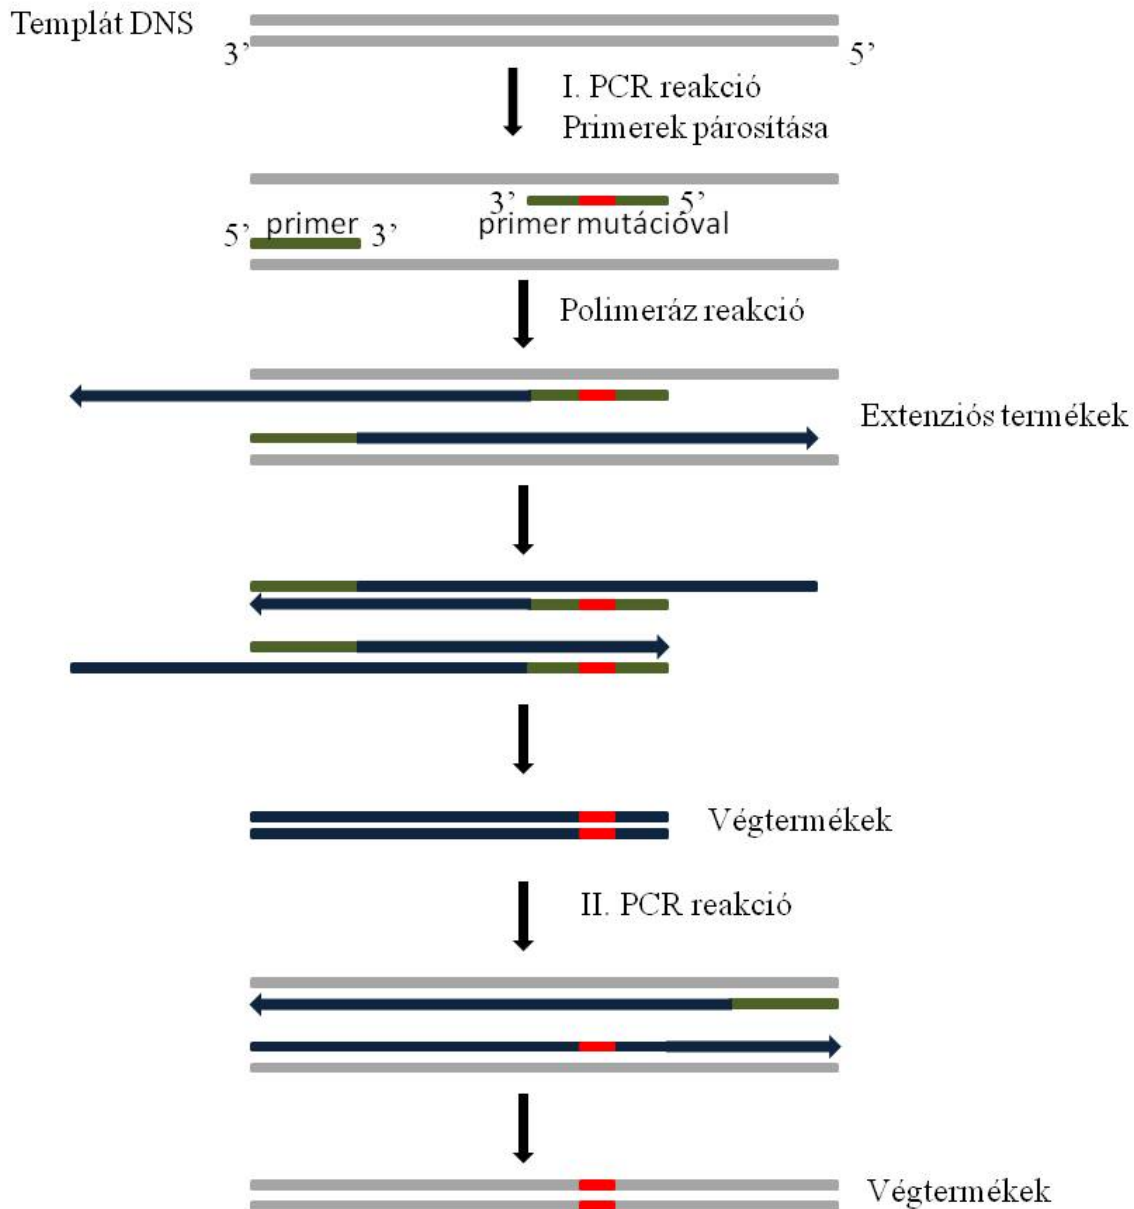 Templát DNS
3’
5’
I. PCR reakció
Primerek párosítása
3’
5’
primer
primer mutációval
5’
3’
Polimeráz reakció
Extenziós termékek
Végtermékek
II. PCR reakció
Végtermékek